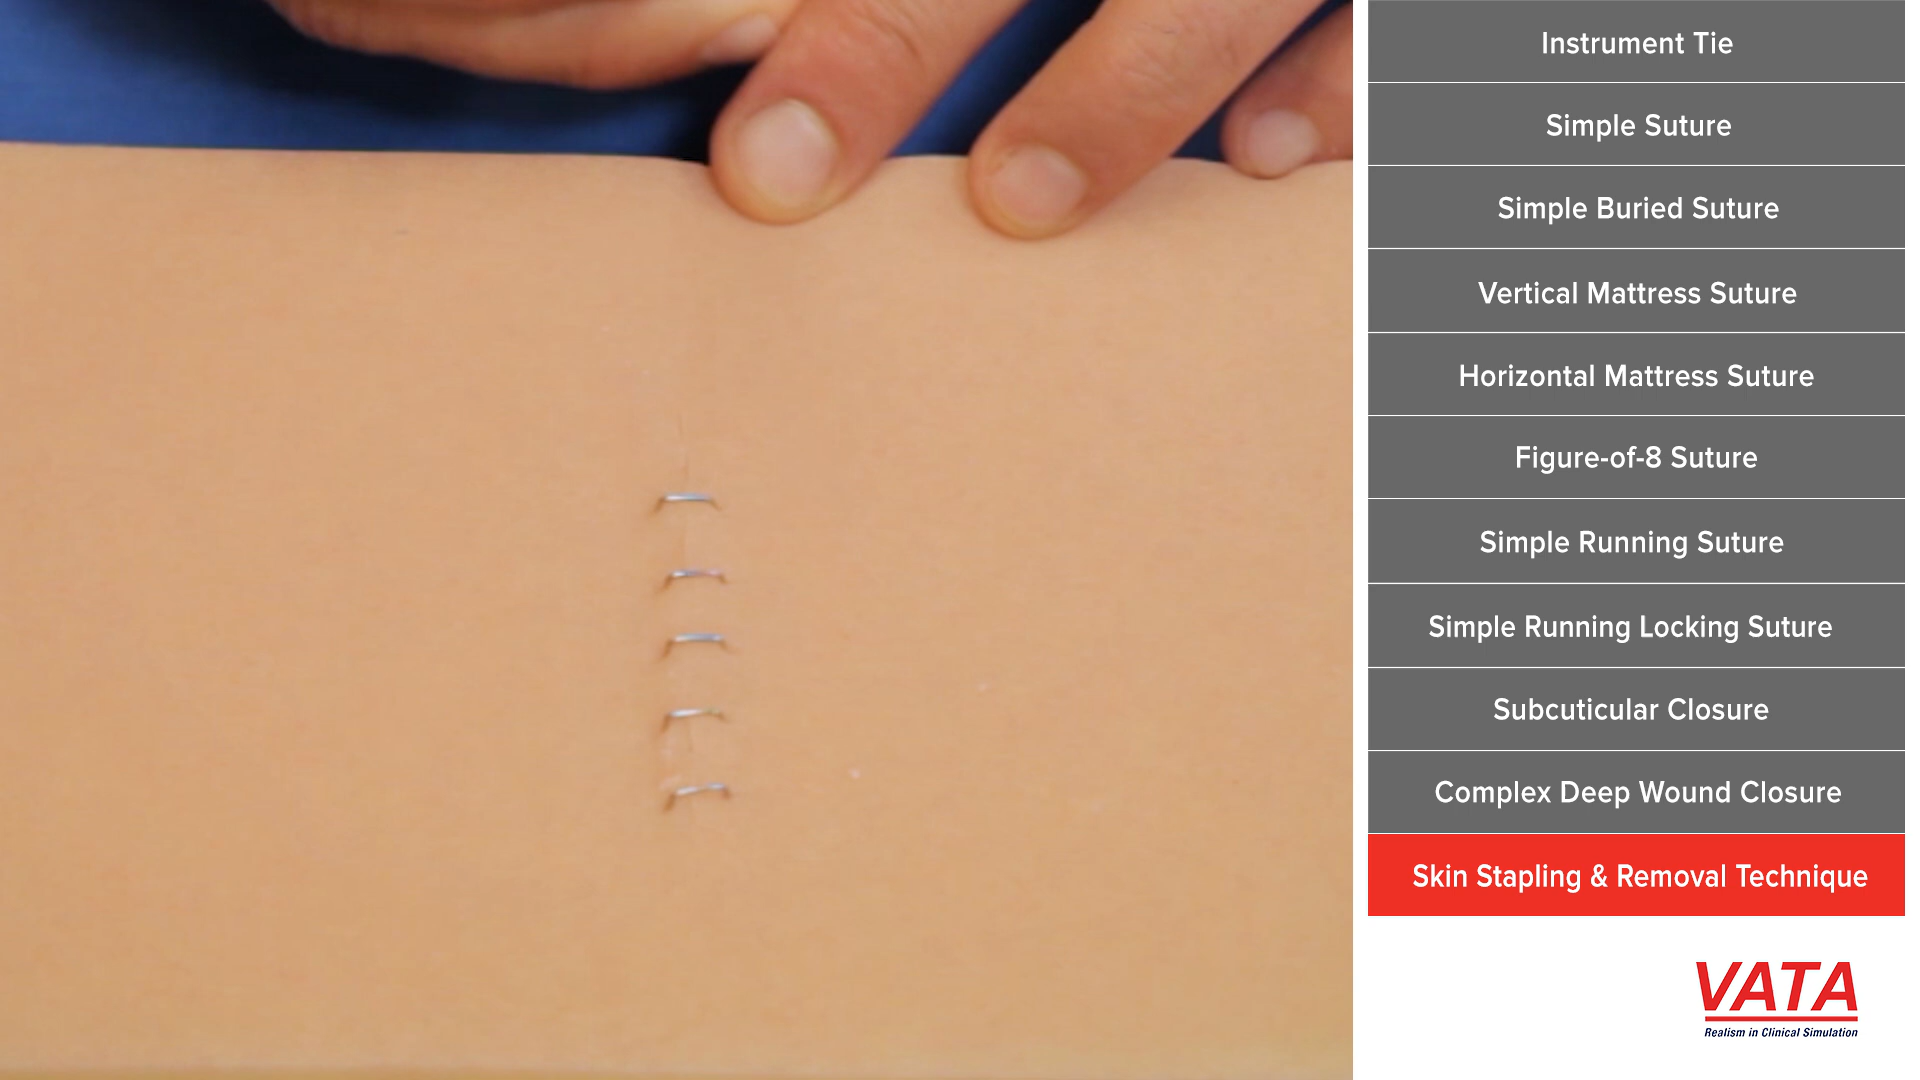 Instrument Tie
Simple Suture
Simple Buried Suture
Vertical Mattress Suture
Horizontal Mattress Suture
Figure-of-8 Suture
Simple Running Suture
Simple Running Locking Suture
Subcuticular Closure
Complex Deep Wound Closure
Skin Stapling & Removal Technique
VATA
Realism in Clinical Simulation